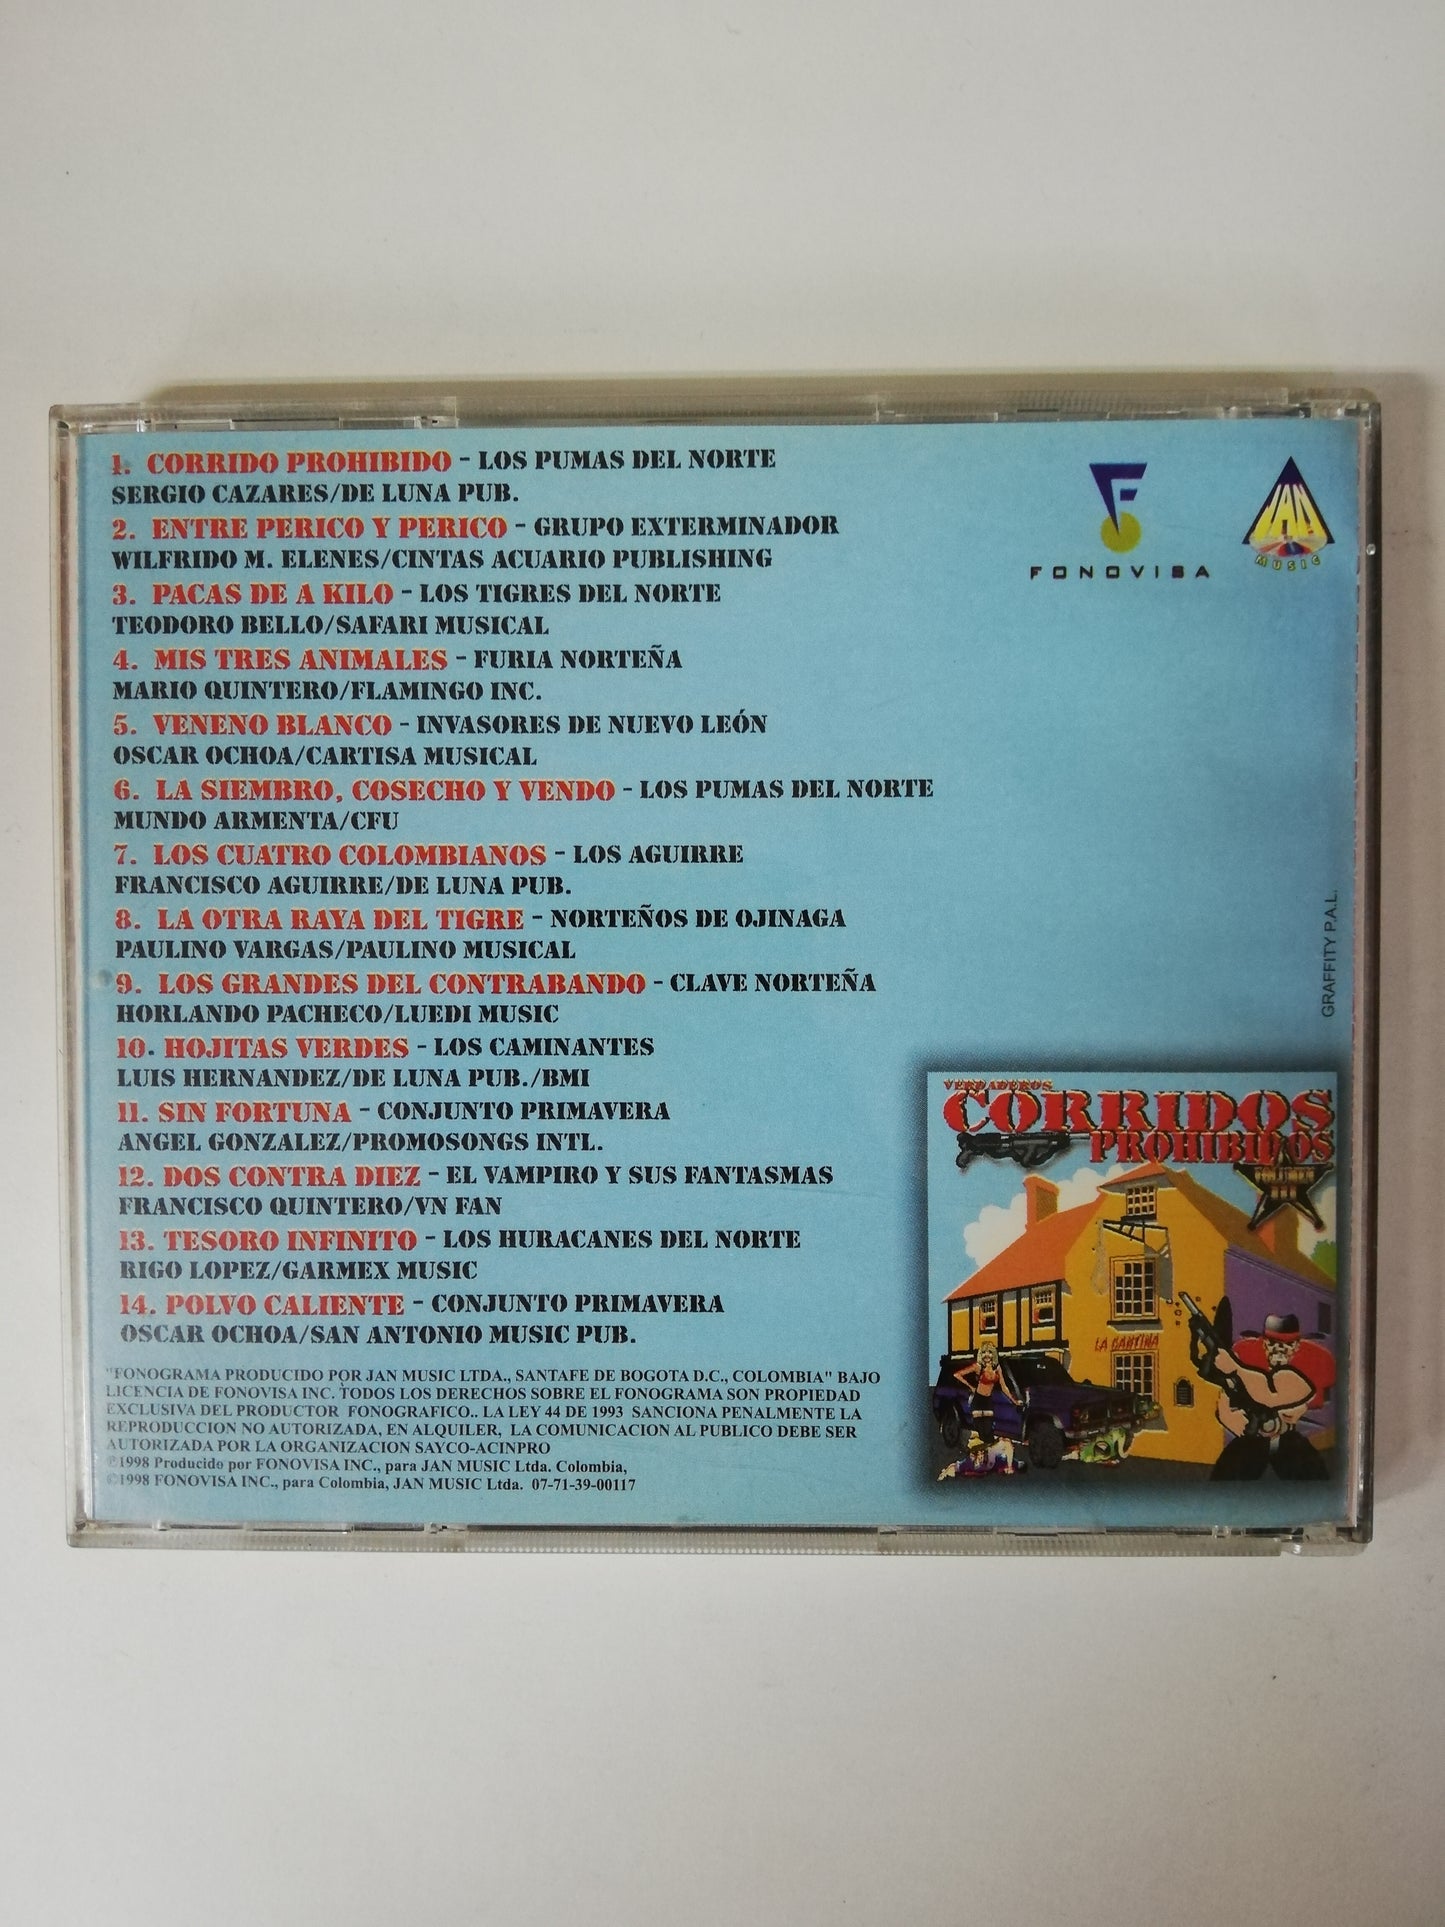 1. CORRIDO PROHIBIDO - LOS PUMAS DEL NORTE
SERGIO CAZARES/DE LUNA PUB.
2. ENTRE PERICO Y PERICO - GRUPO EXTERMINADOR
WILFRIDO M. ELENES/CINTAS ACUARIO PUBLISHING
3. PACAS DE A KILO - LOS TIGRES DEL NORTE
TEODORO BELLO/SAFARI MUSICAL
4. MIS TRES ANIMALES - FURIA NORTEÑA
MARIO QUINTERO/FLAMINGO INC.
5. VENENO BLANCO - INVASORES DE NUEVO LEÓN
OSCAR OCHOA/CARTISA MUSICAL
6. LA SIEMBRO, COSECHO Y VENDO - LOS PUMAS DEL NORTE
MUNDO ARMENTA/CFU
7. LOS CUATRO COLOMBIANOS - LOS AGUIRRE
FRANCISCO AGUIRRE/DE LUNA PUB.
8. LA OTRA RAYA DEL TIGRE - NORTEÑOS DE OJINAGA
PAULINO VARGAS/PAULINO MUSICAL
9. LOS GRANDES DEL CONTRABANDO - CLAVE NORTEÑA
HORLANDO PACHECO/LUEDI MUSIC
10. HOJITAS VERDES - LOS CAMINANTES
LUIS HERNANDEZ/DE LUNA PUB./BMI
11. SIN FORTUNA - CONJUNTO PRIMAVERA
ANGEL GONZALEZ/PROMOSONGS INTL.
12. DOS CONTRA DIEZ - EL VAMPIRO Y SUS FANTASMAS
FRANCISCO QUINTERO/VN FAN
13. TESORO INFINITO - LOS HURACANES DEL NORTE
RIGO LOPEZ/GARMEX MUSIC
14. POLVO CALIENTE - CONJUNTO PRIMAVERA
OSCAR OCHOA/SAN ANTONIO MUSIC PUB.
"FONOGRAMA PRODUCIDO POR JAN MUSIC LTDA., SANTAFE DE BOGOTA D.C., COLOMBIA" BAJO
LICENCIA DE FONOVISA INC. TODOS LOS DERECHOS SOBRE EL FONOGRAMA SON PROPIEDAD
EXCLUSIVA DEL PRODUCTOR FONOGRAFICO.. LA LEY 44 DE 1993 SANCIONA PENALMENTE LA
REPRODUCCION NO AUTORIZADA, EN ALQUILER, LA COMUNICACION AL PUBLICO DEBE SER
AUTORIZADA POR LA ORGANIZACION SAYCO-ACINPRO
℗1998 Producido por FONOVISA INC., para JAN MUSIC Ltda. Colombia,
©1998 FONOVISA INC., para Colombia, JAN MUSIC Ltda. 07-71-39-00117
F
FONOVISA
JAN
MUSIC
GRAFFITY P.A.L.
VERDADEROS
CORRIDOS
PROHIBIDOS
VOLUMEN
III
LA CANTINA